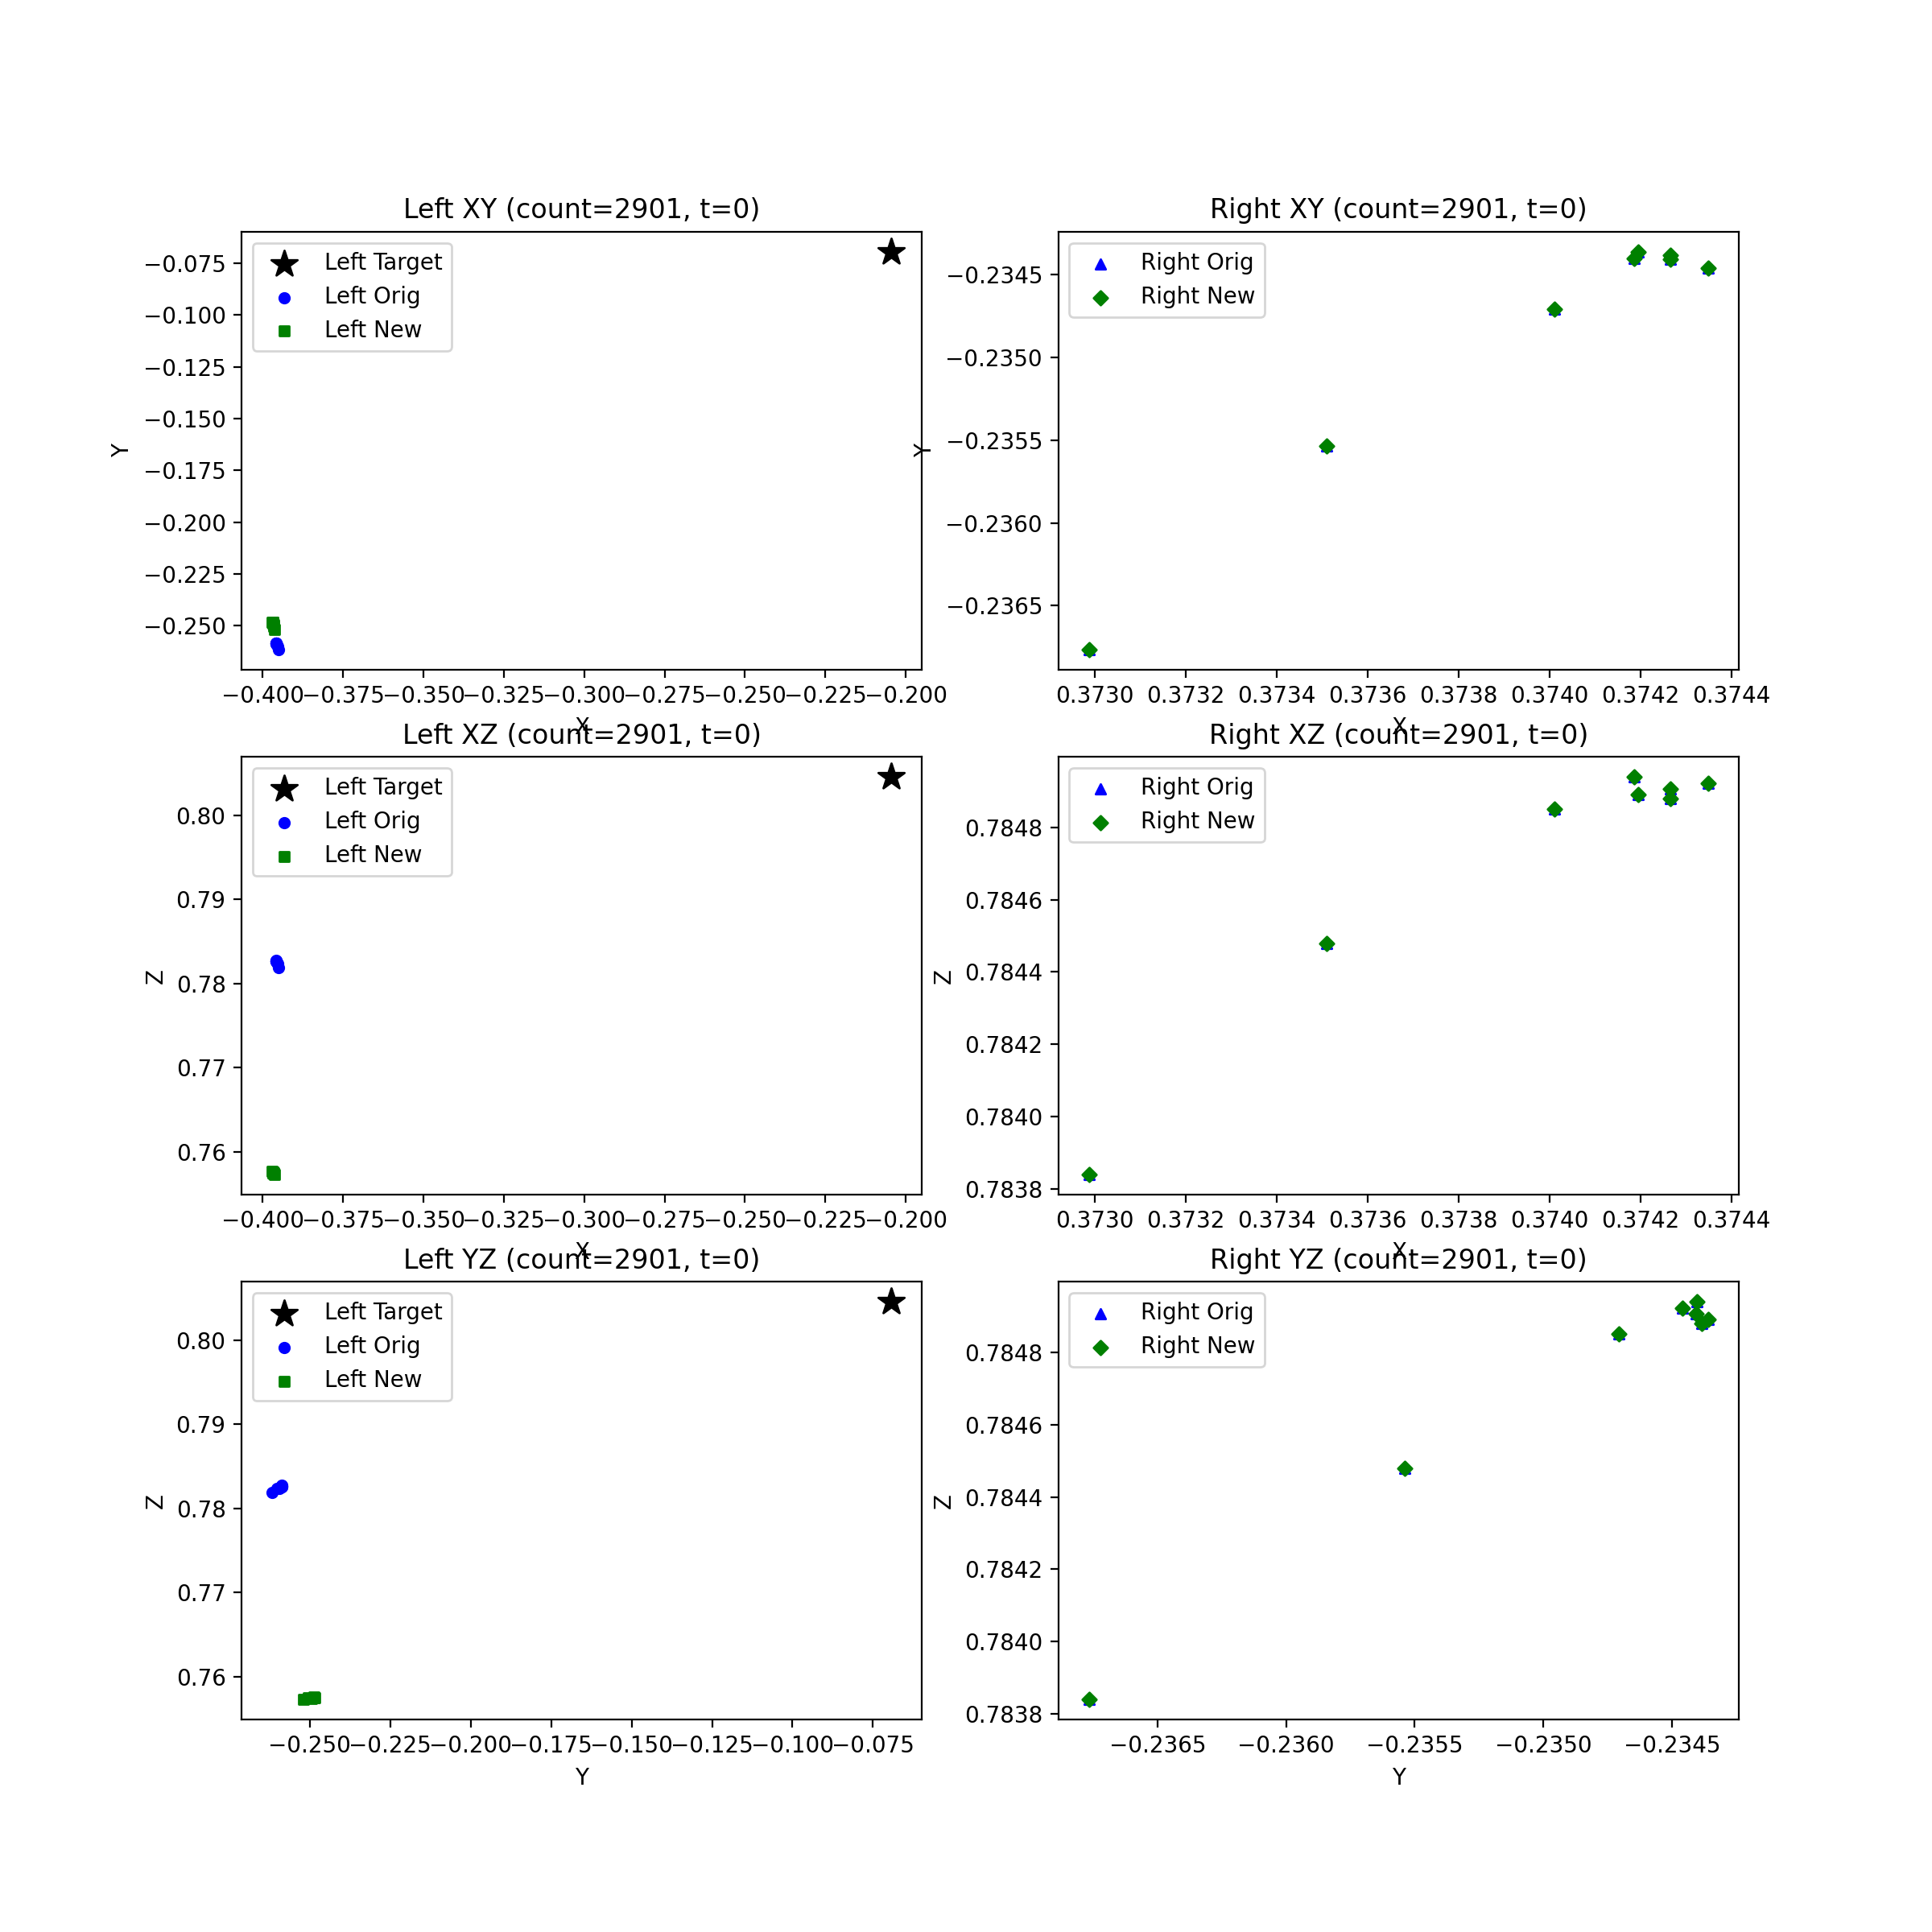 Left XY (count=2901, t=0)
Left Target
Left Orig
Left New
−0.075
−0.100
−0.125
−0.150
−0.175
−0.200
−0.225
−0.250
Y
−0.400 −0.375 −0.350 −0.325 −0.300 −0.275 −0.250 −0.225 −0.200
X
Right XY (count=2901, t=0)
Right Orig
Right New
−0.2345
−0.2350
−0.2355
−0.2360
−0.2365
Y
0.3730 0.3732 0.3734 0.3736 0.3738 0.3740 0.3742 0.3744
X
Left XZ (count=2901, t=0)
Left Target
Left Orig
Left New
0.80
0.79
0.78
0.77
0.76
Z
−0.400 −0.375 −0.350 −0.325 −0.300 −0.275 −0.250 −0.225 −0.200
X
Right XZ (count=2901, t=0)
Right Orig
Right New
0.7848
0.7846
0.7844
0.7842
0.7840
0.7838
Z
0.3730 0.3732 0.3734 0.3736 0.3738 0.3740 0.3742 0.3744
X
Left YZ (count=2901, t=0)
Left Target
Left Orig
Left New
0.80
0.79
0.78
0.77
0.76
Z
−0.250 −0.225 −0.200 −0.175 −0.150 −0.125 −0.100 −0.075
Y
Right YZ (count=2901, t=0)
Right Orig
Right New
0.7848
0.7846
0.7844
0.7842
0.7840
0.7838
Z
−0.2365 −0.2360 −0.2355 −0.2350 −0.2345
Y